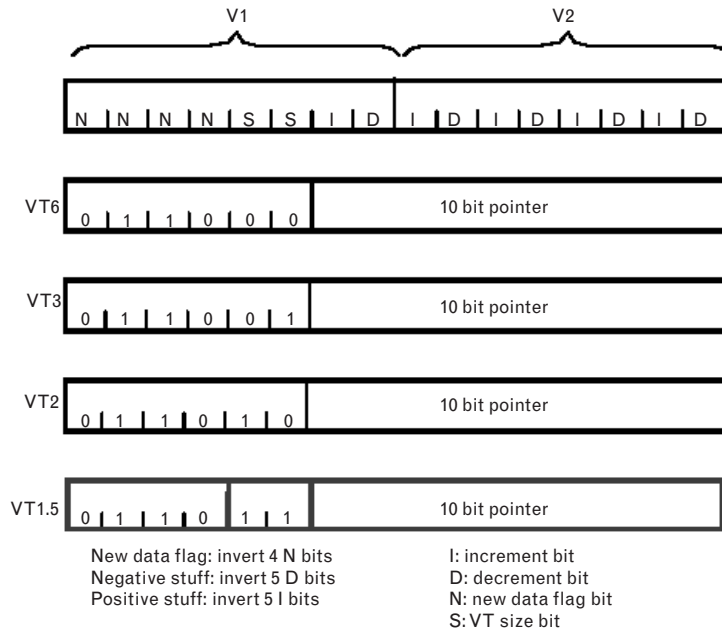 V1 V2
N N N N S S I D I D I D I D I D
VT6 0 1 1 0 0 0 10 bit pointer
VT3 0 1 1 0 0 1 10 bit pointer
VT2 0 1 1 0 1 0 10 bit pointer
VT1.5 0 1 1 0 1 1 10 bit pointer
New data flag: invert 4 N bits
Negative stuff: invert 5 D bits
Positive stuff: invert 5 I bits
I: increment bit
D: decrement bit
N: new data flag bit
S: VT size bit